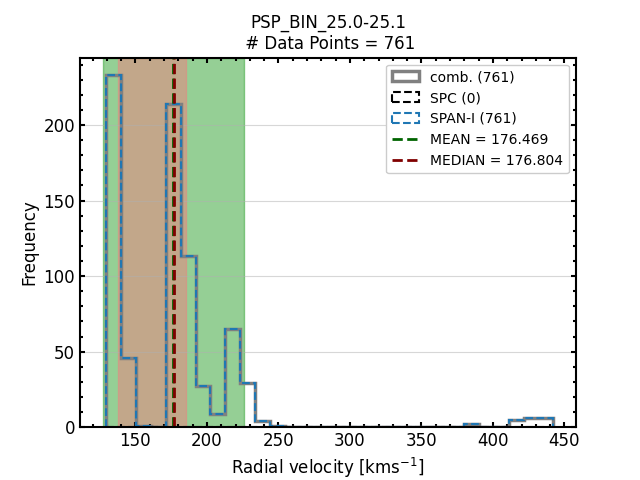 PSP_BIN_25.0-25.1
# Data Points = 761
comb. (761)
SPC (0)
SPAN-I (761)
MEAN = 176.469
MEDIAN = 176.804
Frequency
200
150
100
50
0
150 200 250 300 350 400 450
Radial velocity [kms⁻¹]